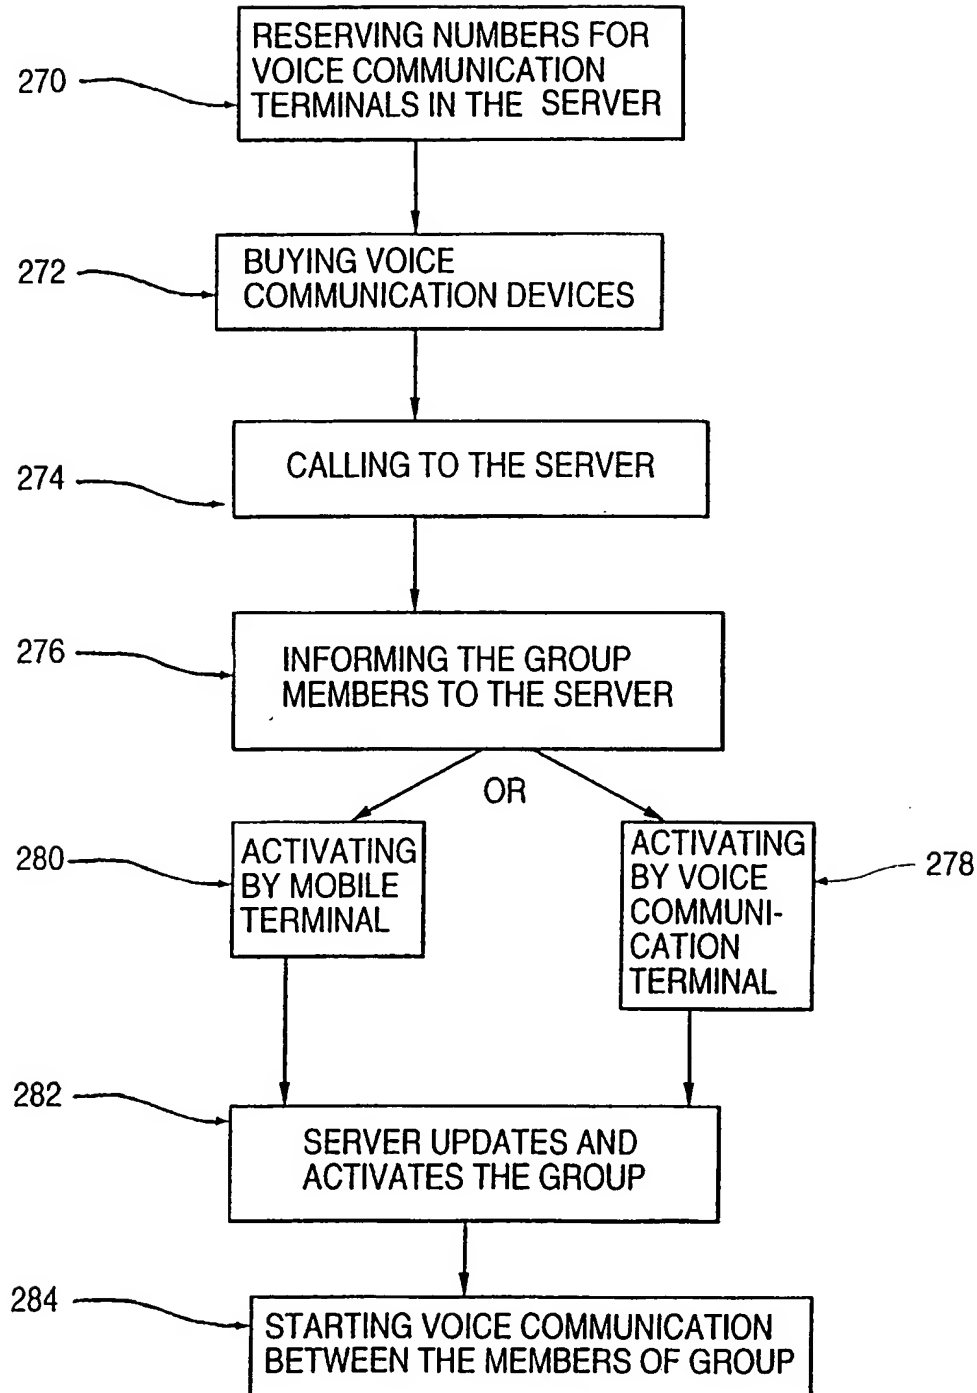 RESERVING NUMBERS FOR
VOICE COMMUNICATION
TERMINALS IN THE SERVER
270
BUYING VOICE
COMMUNICATION DEVICES
272
CALLING TO THE SERVER
274
INFORMING THE GROUP
MEMBERS TO THE SERVER
276
OR
280
ACTIVATING
BY MOBILE
TERMINAL
ACTIVATING
BY VOICE
COMMUNI-
CATION
TERMINAL
278
282
SERVER UPDATES AND
ACTIVATES THE GROUP
284
STARTING VOICE COMMUNICATION
BETWEEN THE MEMBERS OF GROUP